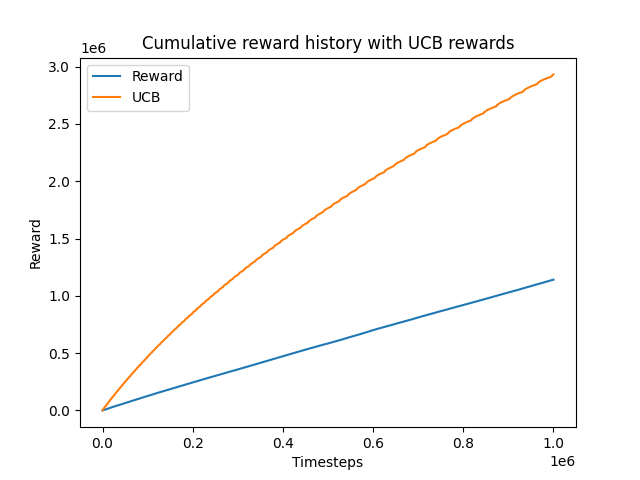 Cumulative reward history with UCB rewards
1e6
3.0
2.5
2.0
1.5
1.0
0.5
0.0
Reward
Reward
UCB
0.0 0.2 0.4 0.6 0.8 1.0
Timesteps
1e6